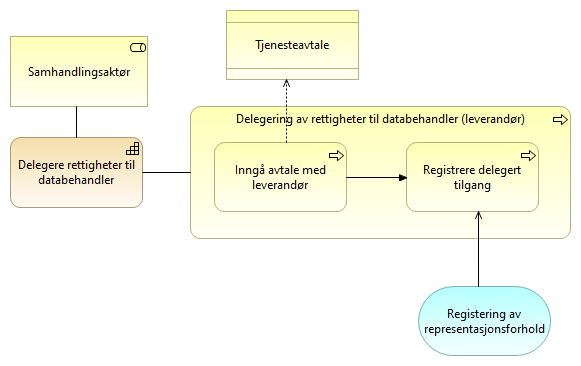 Samhandlingsaktør
Tjenesteavtale
Delegering av rettigheter til databehandler (leverandør)
Delegere rettigheter til
databehandler
Inngå avtale med
leverandør
Registrere delegert
tilgang
Registering av
representasjonsforhold